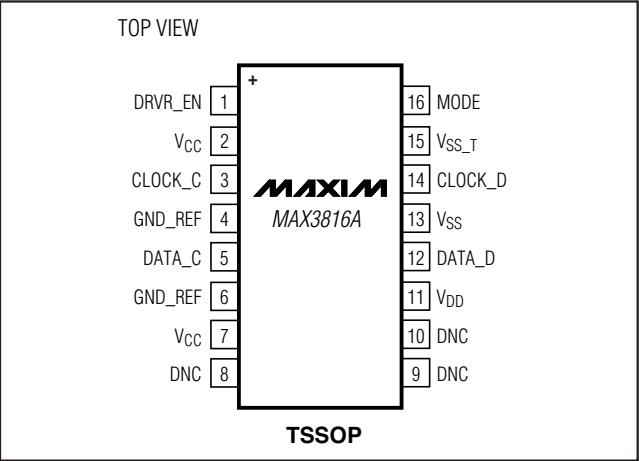 TOP VIEW
+
DRVR_EN 1
16 MODE
VCC 2
15 VSS_T
CLOCK_C 3
MAXIM
14 CLOCK_D
GND_REF 4
MAX3816A
13 VSS
DATA_C 5
12 DATA_D
GND_REF 6
11 VDD
VCC 7
10 DNC
DNC 8
9 DNC
TSSOP